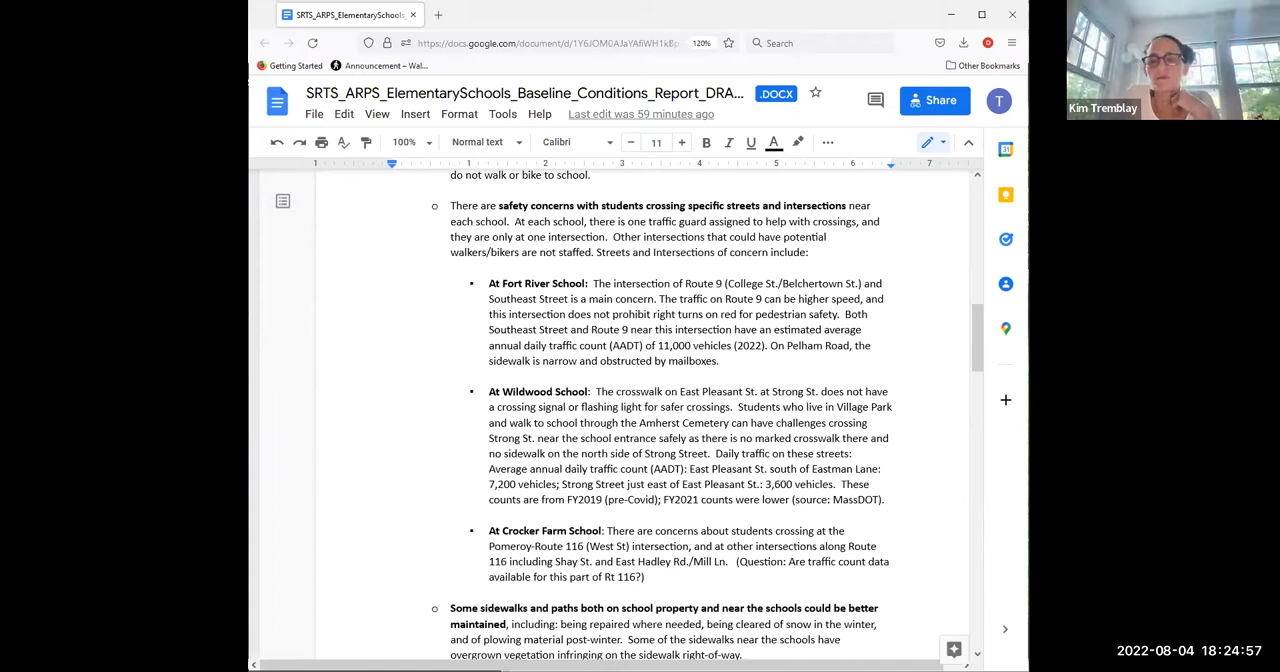 SRTS_ARPS_ElementarySchools_
https://docs.google.com/document/d/1Y6JOM0AJaYAfiWH1kBp
120%
Search
Getting Started
Announcement – Wal...
Other Bookmarks
SRTS_ARPS_ElementarySchools_Baseline_Conditions_Report_DRA... .DOCX
File Edit View Insert Format Tools Help Last edit was 59 minutes ago
Share
T
100% Normal text Calibri 11 B I U A
1 1 2 3 4 5 6 7
do not walk or bike to school.
There are safety concerns with students crossing specific streets and intersections near
each school. At each school, there is one traffic guard assigned to help with crossings, and
they are only at one intersection. Other intersections that could have potential
walkers/bikers are not staffed. Streets and Intersections of concern include:
At Fort River School: The intersection of Route 9 (College St./Belchertown St.) and
Southeast Street is a main concern. The traffic on Route 9 can be higher speed, and
this intersection does not prohibit right turns on red for pedestrian safety. Both
Southeast Street and Route 9 near this intersection have an estimated average
annual daily traffic count (AADT) of 11,000 vehicles (2022). On Pelham Road, the
sidewalk is narrow and obstructed by mailboxes.
At Wildwood School: The crosswalk on East Pleasant St. at Strong St. does not have
a crossing signal or flashing light for safer crossings. Students who live in Village Park
and walk to school through the Amherst Cemetery can have challenges crossing
Strong St. near the school entrance safely as there is no marked crosswalk there and
no sidewalk on the north side of Strong Street. Daily traffic on these streets:
Average annual daily traffic count (AADT): East Pleasant St. south of Eastman Lane:
7,200 vehicles; Strong Street just east of East Pleasant St.: 3,600 vehicles. These
counts are from FY2019 (pre-Covid); FY2021 counts were lower (source: MassDOT).
At Crocker Farm School: There are concerns about students crossing at the
Pomeroy-Route 116 (West St) intersection, and at other intersections along Route
116 including Shay St. and East Hadley Rd./Mill Ln. (Question: Are traffic count data
available for this part of Rt 116?)
Some sidewalks and paths both on school property and near the schools could be better
maintained, including: being repaired where needed, being cleared of snow in the winter,
and of plowing material post-winter. Some of the sidewalks near the schools have
overgrown vegetation infringing on the sidewalk right-of-way.
Kim Tremblay
31
2022-08-04 18:24:57